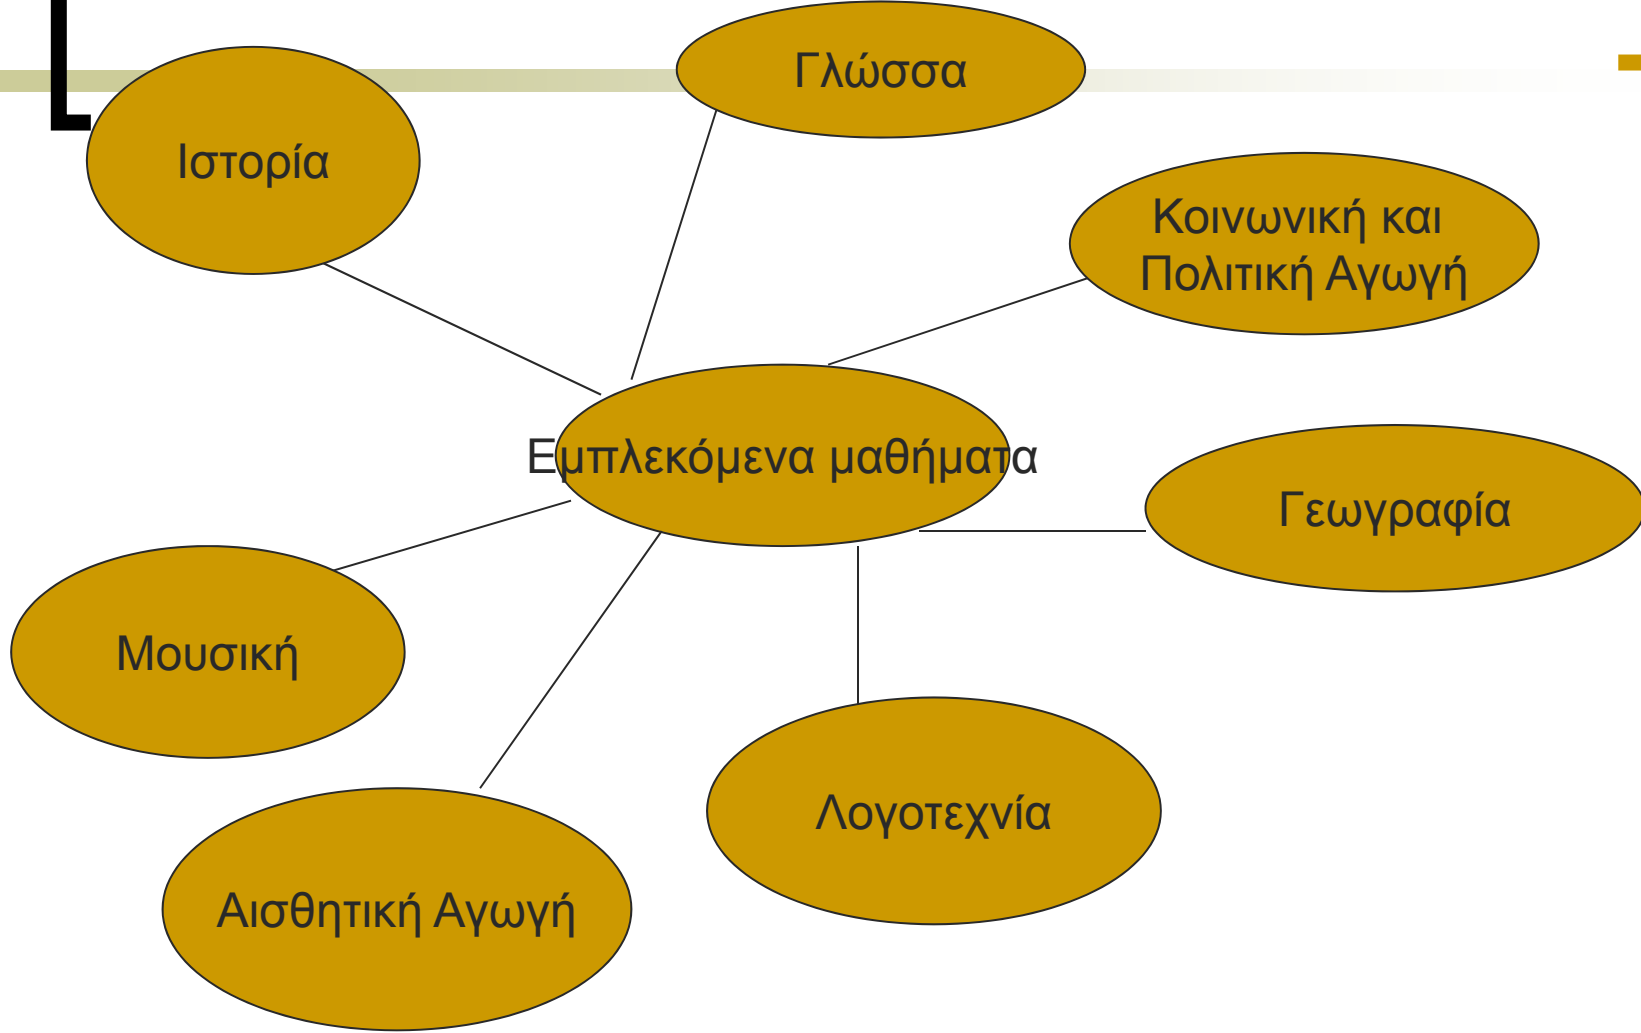 Γλώσσα
Ιστορία
Κοινωνική και
Πολιτική Αγωγή
Εμπλεκόμενα μαθήματα
Γεωγραφία
Μουσική
Λογοτεχνία
Αισθητική Αγωγή